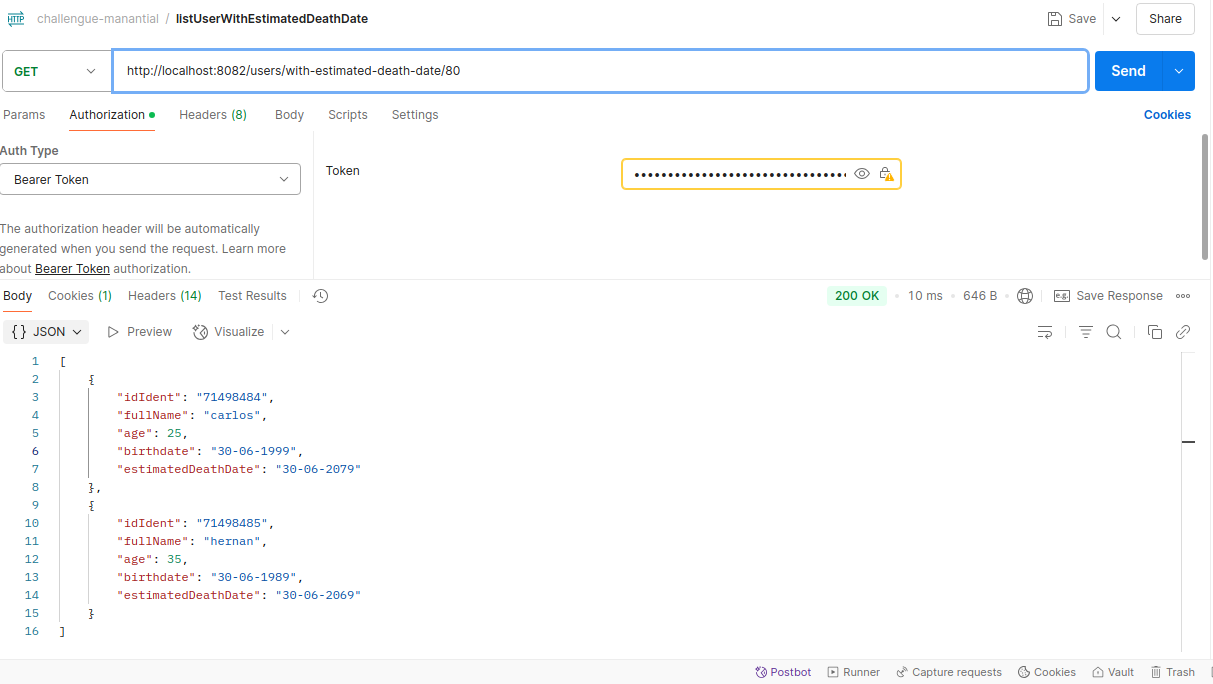 HTTP challengue-manantial / listUserWithEstimatedDeathDate Save Share
GET http://localhost:8082/users/with-estimated-death-date/80 Send
Params Authorization Headers (8) Body Scripts Settings Cookies
Auth Type
Bearer Token
Token
The authorization header will be automatically
generated when you send the request. Learn more
about Bearer Token authorization.
Body Cookies (1) Headers (14) Test Results 200 OK • 10 ms • 646 B e.g. Save Response
{} JSON Preview Visualize
1 [
2 {
3 "idIdent": "71498484",
4 "fullName": "carlos",
5 "age": 25,
6 "birthdate": "30-06-1999",
7 "estimatedDeathDate": "30-06-2079"
8 },
9 {
10 "idIdent": "71498485",
11 "fullName": "hernan",
12 "age": 35,
13 "birthdate": "30-06-1989",
14 "estimatedDeathDate": "30-06-2069"
15 }
16 ]
Postbot Runner Capture requests Cookies Vault Trash